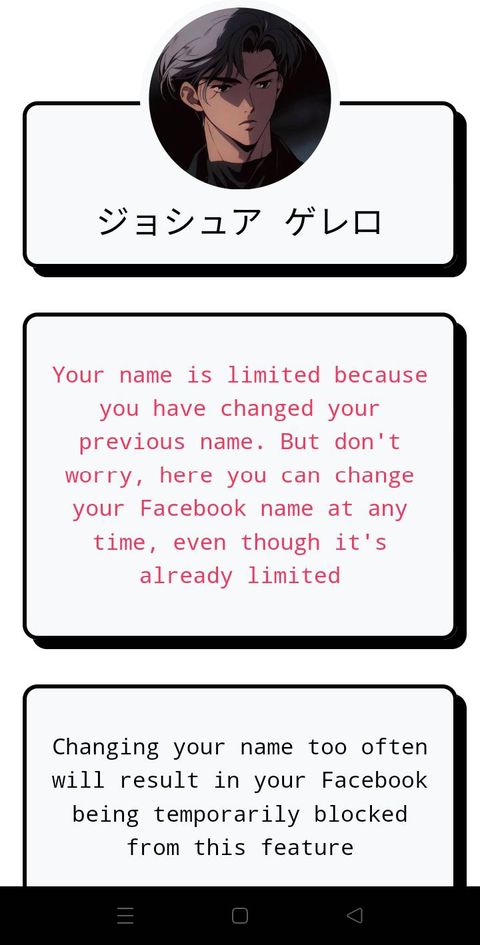 ジョシュア ゲレロ
Your name is limited because
you have changed your
previous name. But don't
worry, here you can change
your Facebook name at any
time, even though it's
already limited
Changing your name too often
will result in your Facebook
being temporarily blocked
from this feature